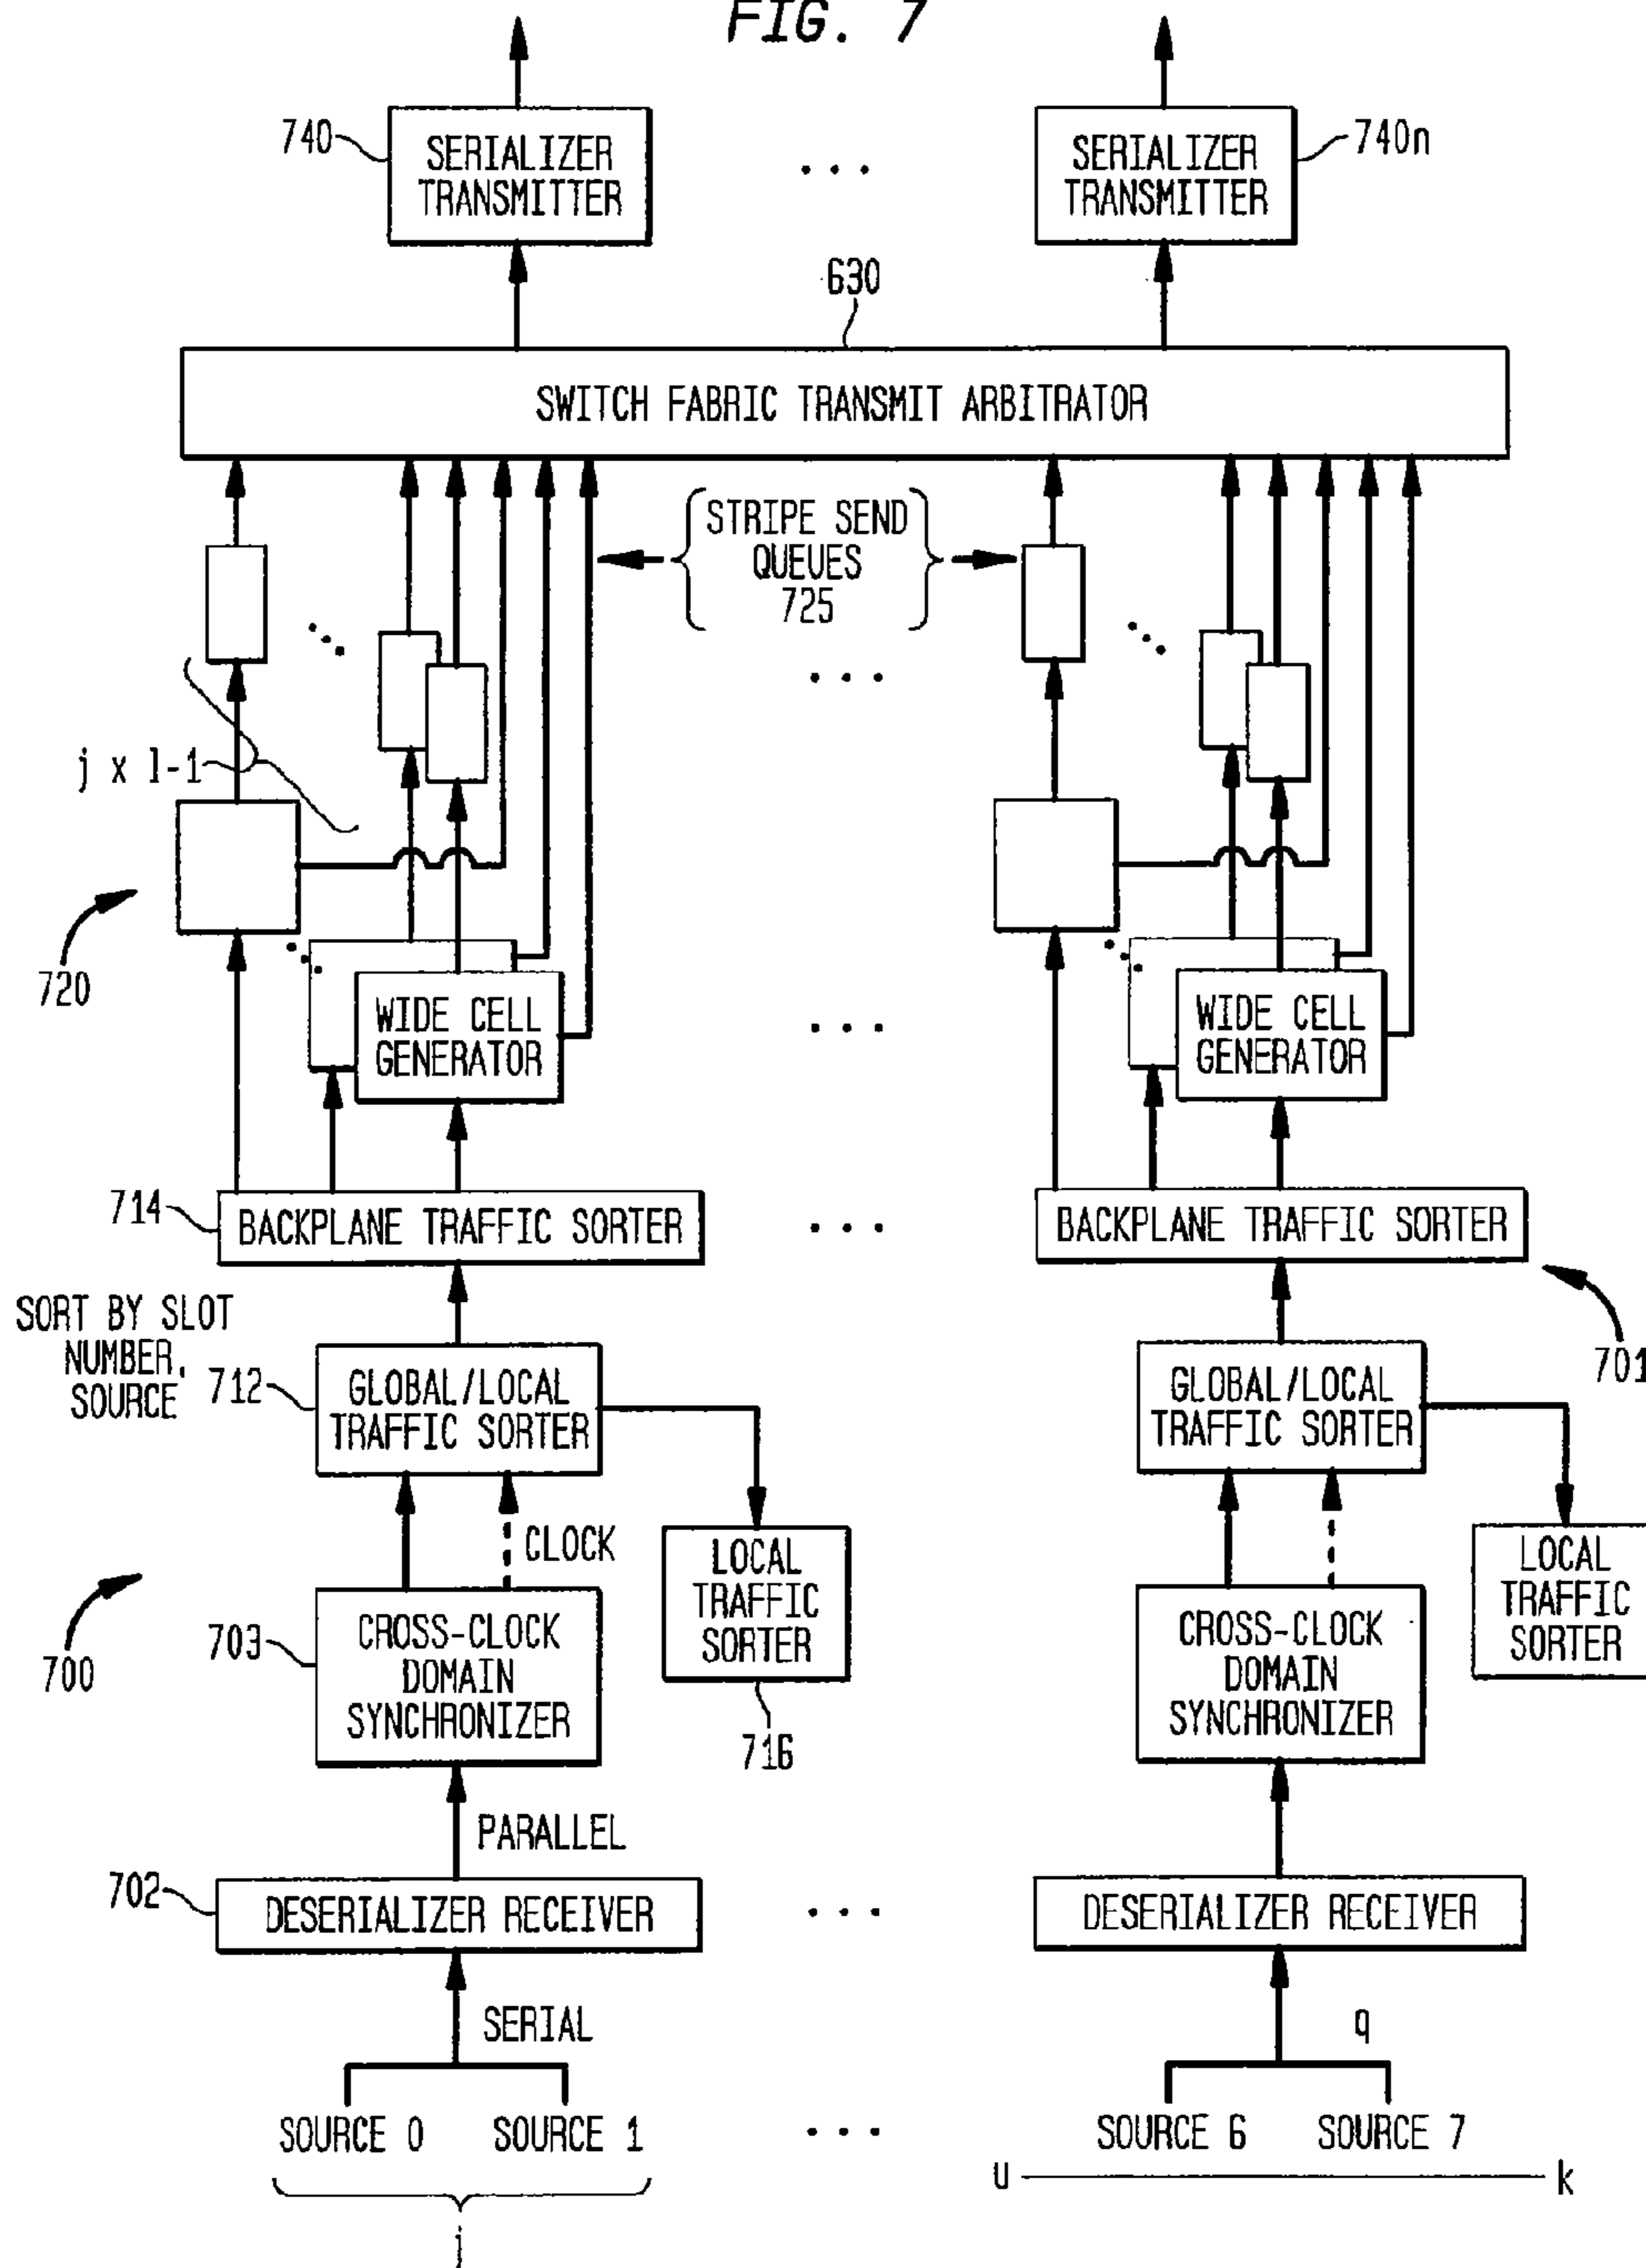 FIG. 7
740
SERIALIZER
TRANSMITTER
SERIALIZER
TRANSMITTER
740n
630
SWITCH FABRIC TRANSMIT ARBITRATOR
STRIPE SEND
QUEUES
725
j x l-1
720
WIDE CELL
GENERATOR
WIDE CELL
GENERATOR
714
BACKPLANE TRAFFIC SORTER
BACKPLANE TRAFFIC SORTER
SORT BY SLOT
NUMBER,
SOURCE
701
712
GLOBAL/LOCAL
TRAFFIC SORTER
GLOBAL/LOCAL
TRAFFIC SORTER
CLOCK
700
703
CROSS-CLOCK
DOMAIN
SYNCHRONIZER
LOCAL
TRAFFIC
SORTER
716
CROSS-CLOCK
DOMAIN
SYNCHRONIZER
LOCAL
TRAFFIC
SORTER
PARALLEL
702
DESERIALIZER RECEIVER
DESERIALIZER RECEIVER
SERIAL
q
SOURCE 0
SOURCE 1
SOURCE 6
SOURCE 7
u
k
j